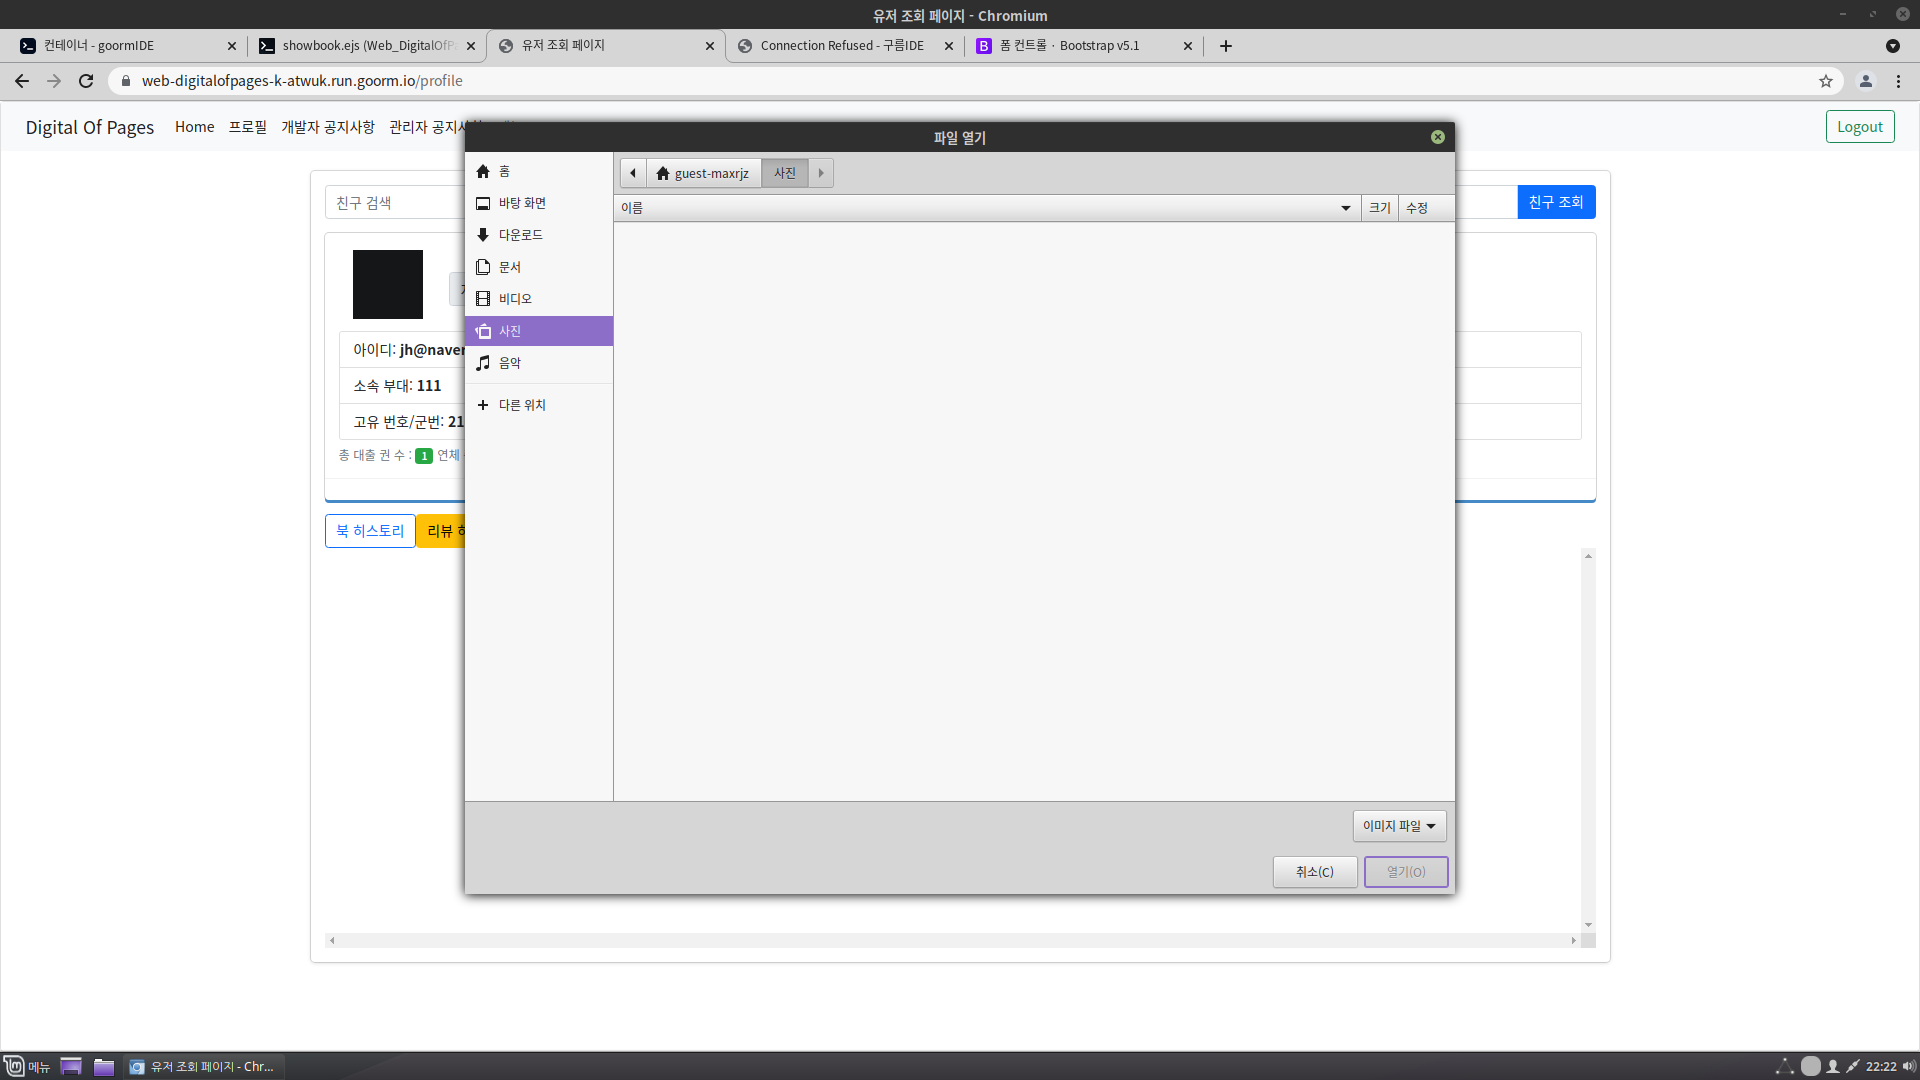 유저 조회 페이지 - Chromium
컨테이너 - goormIDE
showbook.ejs (Web_DigitalOfP
유저 조회 페이지
Connection Refused - 구름IDE
B 폼 컨트롤 · Bootstrap v5.1
web-digitalofpages-k-atwuk.run.goorm.io/profile
Digital Of Pages
Home
프로필
개발자 공지사항
관리자 공지사
Logout
파일 열기
홈
바탕 화면
다운로드
문서
비디오
사진
음악
다른 위치
guest-maxrjz
사진
이름
크기
수정
이미지 파일
취소(C)
열기(O)
친구 검색
친구 조회
아이디: jh@naver
소속 부대: 111
고유 번호/군번: 21
총 대출 권 수 : 1 연체
북 히스토리
리뷰 히
메뉴
유저 조회 페이지 - Chr...
22:22